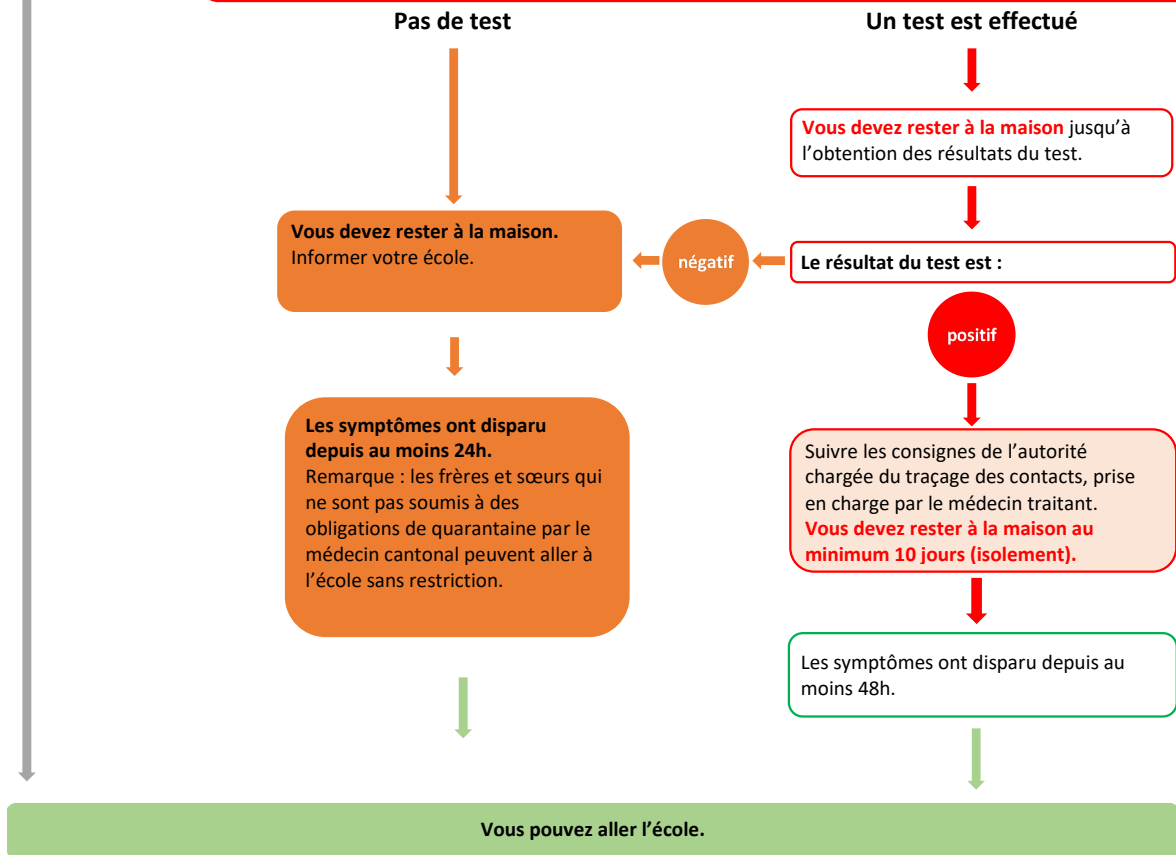 Pas de test
Un test est effectué
Vous devez rester à la maison jusqu’à
l’obtention des résultats du test.
Vous devez rester à la maison.
Informer votre école.
négatif
Le résultat du test est :
positif
Les symptômes ont disparu
depuis au moins 24h.
Remarque : les frères et sœurs qui
ne sont pas soumis à des
obligations de quarantaine par le
médecin cantonal peuvent aller à
l’école sans restriction.
Suivre les consignes de l’autorité
chargée du traçage des contacts, prise
en charge par le médecin traitant.
Vous devez rester à la maison au
minimum 10 jours (isolement).
Les symptômes ont disparu depuis au
moins 48h.
Vous pouvez aller l’école.